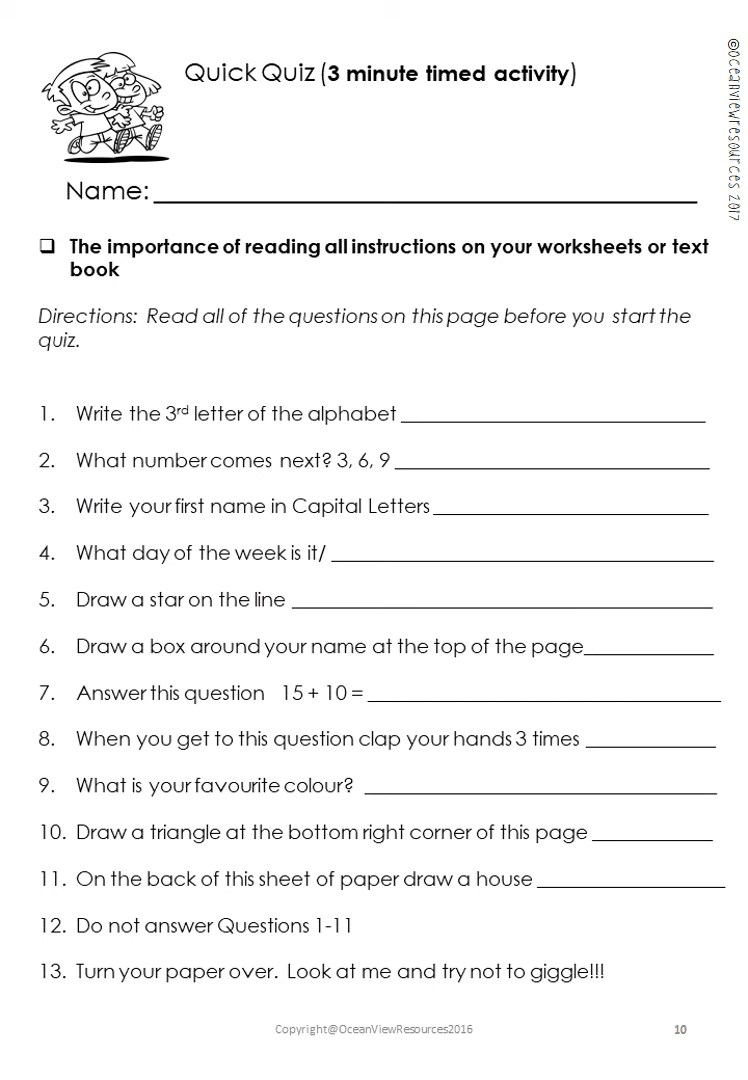 Quick Quiz (3 minute timed activity)
©Oceanviewresources 2017
Name:
The importance of reading all instructions on your worksheets or text
book
Directions: Read all of the questions on this page before you start the
quiz.
1. Write the 3rd letter of the alphabet
2. What number comes next? 3, 6, 9
3. Write your first name in Capital Letters
4. What day of the week is it/
5. Draw a star on the line
6. Draw a box around your name at the top of the page
7. Answer this question 15 + 10 =
8. When you get to this question clap your hands 3 times
9. What is your favourite colour?
10. Draw a triangle at the bottom right corner of this page
11. On the back of this sheet of paper draw a house
12. Do not answer Questions 1-11
13. Turn your paper over. Look at me and try not to giggle!!!
Copyright@OceanViewResources2016
10